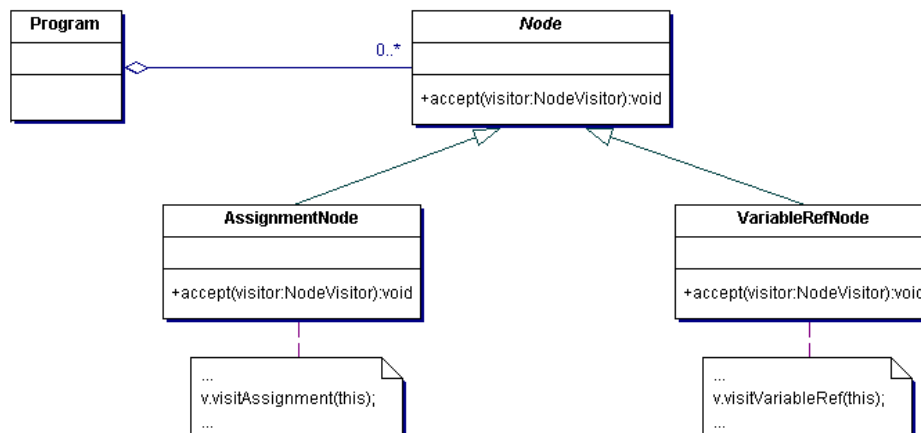 Program
Node
0..*
+accept(visitor:NodeVisitor):void
AssignmentNode
VariableRefNode
+accept(visitor:NodeVisitor):void
+accept(visitor:NodeVisitor):void
...
v.visitAssignment(this);
...
...
v.visitVariableRef(this);
...